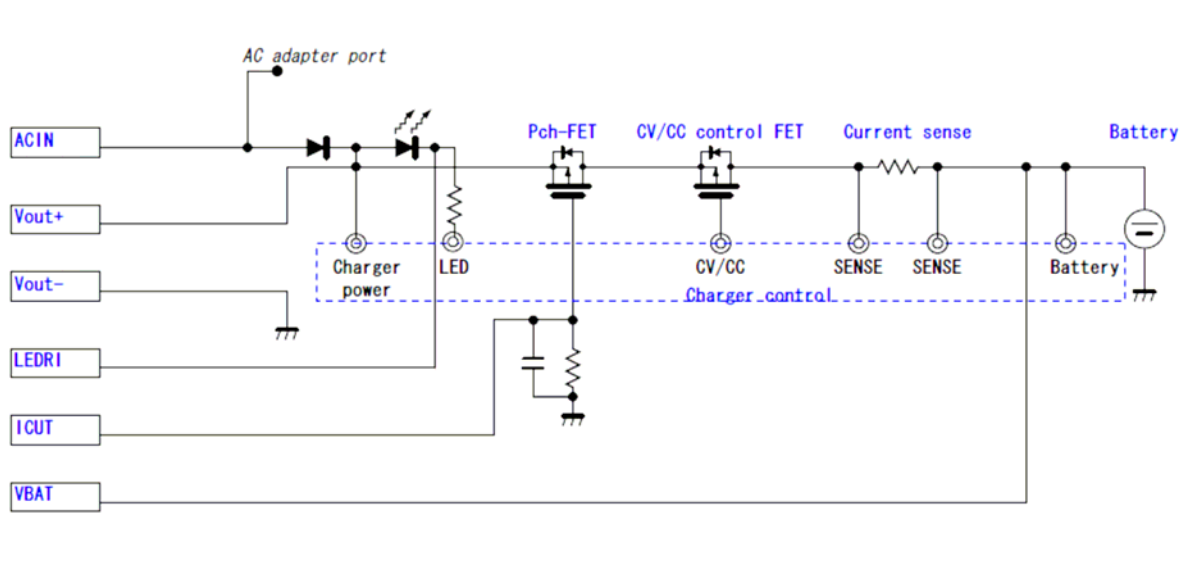 AC adapter port
ACIN
Pch-FET
CV/CC control FET
Current sense
Battery
Vout+
Charger
power
LED
CV/CC
SENSE
SENSE
Battery
Vout-
Charger control
LEDRI
ICUT
VBAT